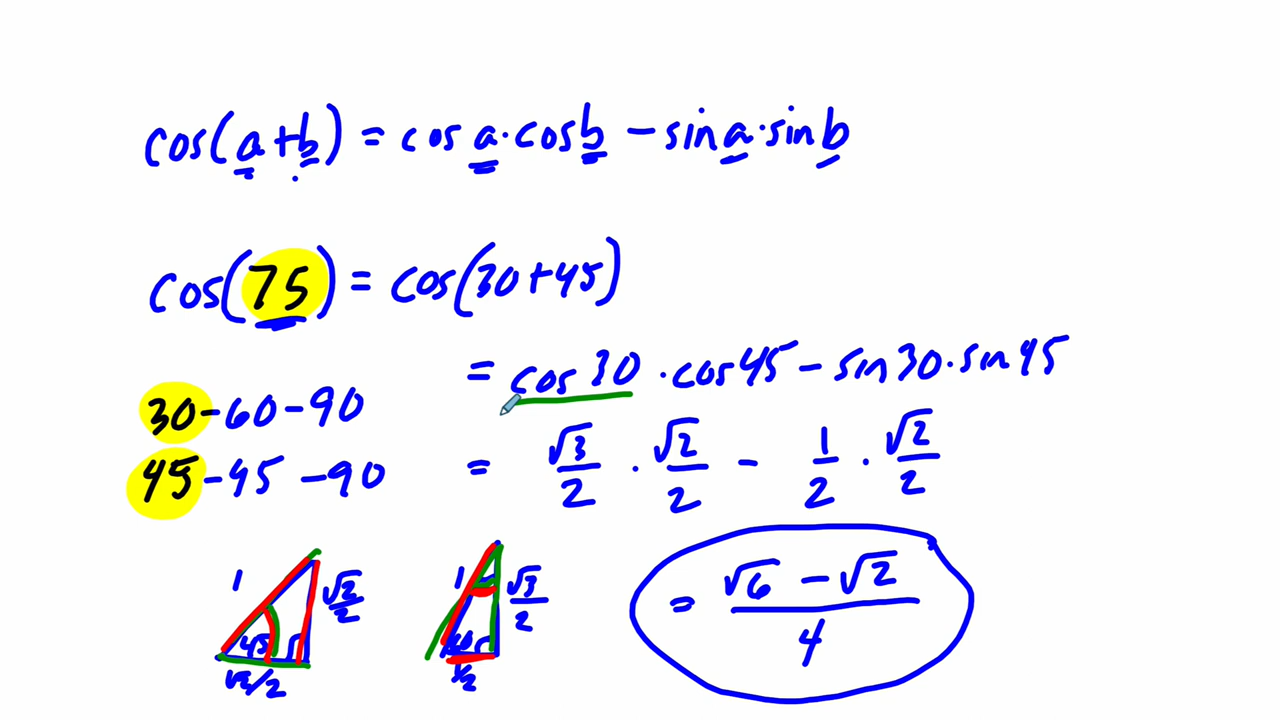 cos(a+b) = cos a·cos b - sin a·sin b
cos(75) = cos(30+45)
= cos 30 · cos 45 - sin 30 · sin 45
30-60-90
45-45-90
= √3/2 · √2/2 - 1/2 · √2/2
1
45
√2/2
√2/2
1
60
√3/2
1/2
= (√6 - √2)/4